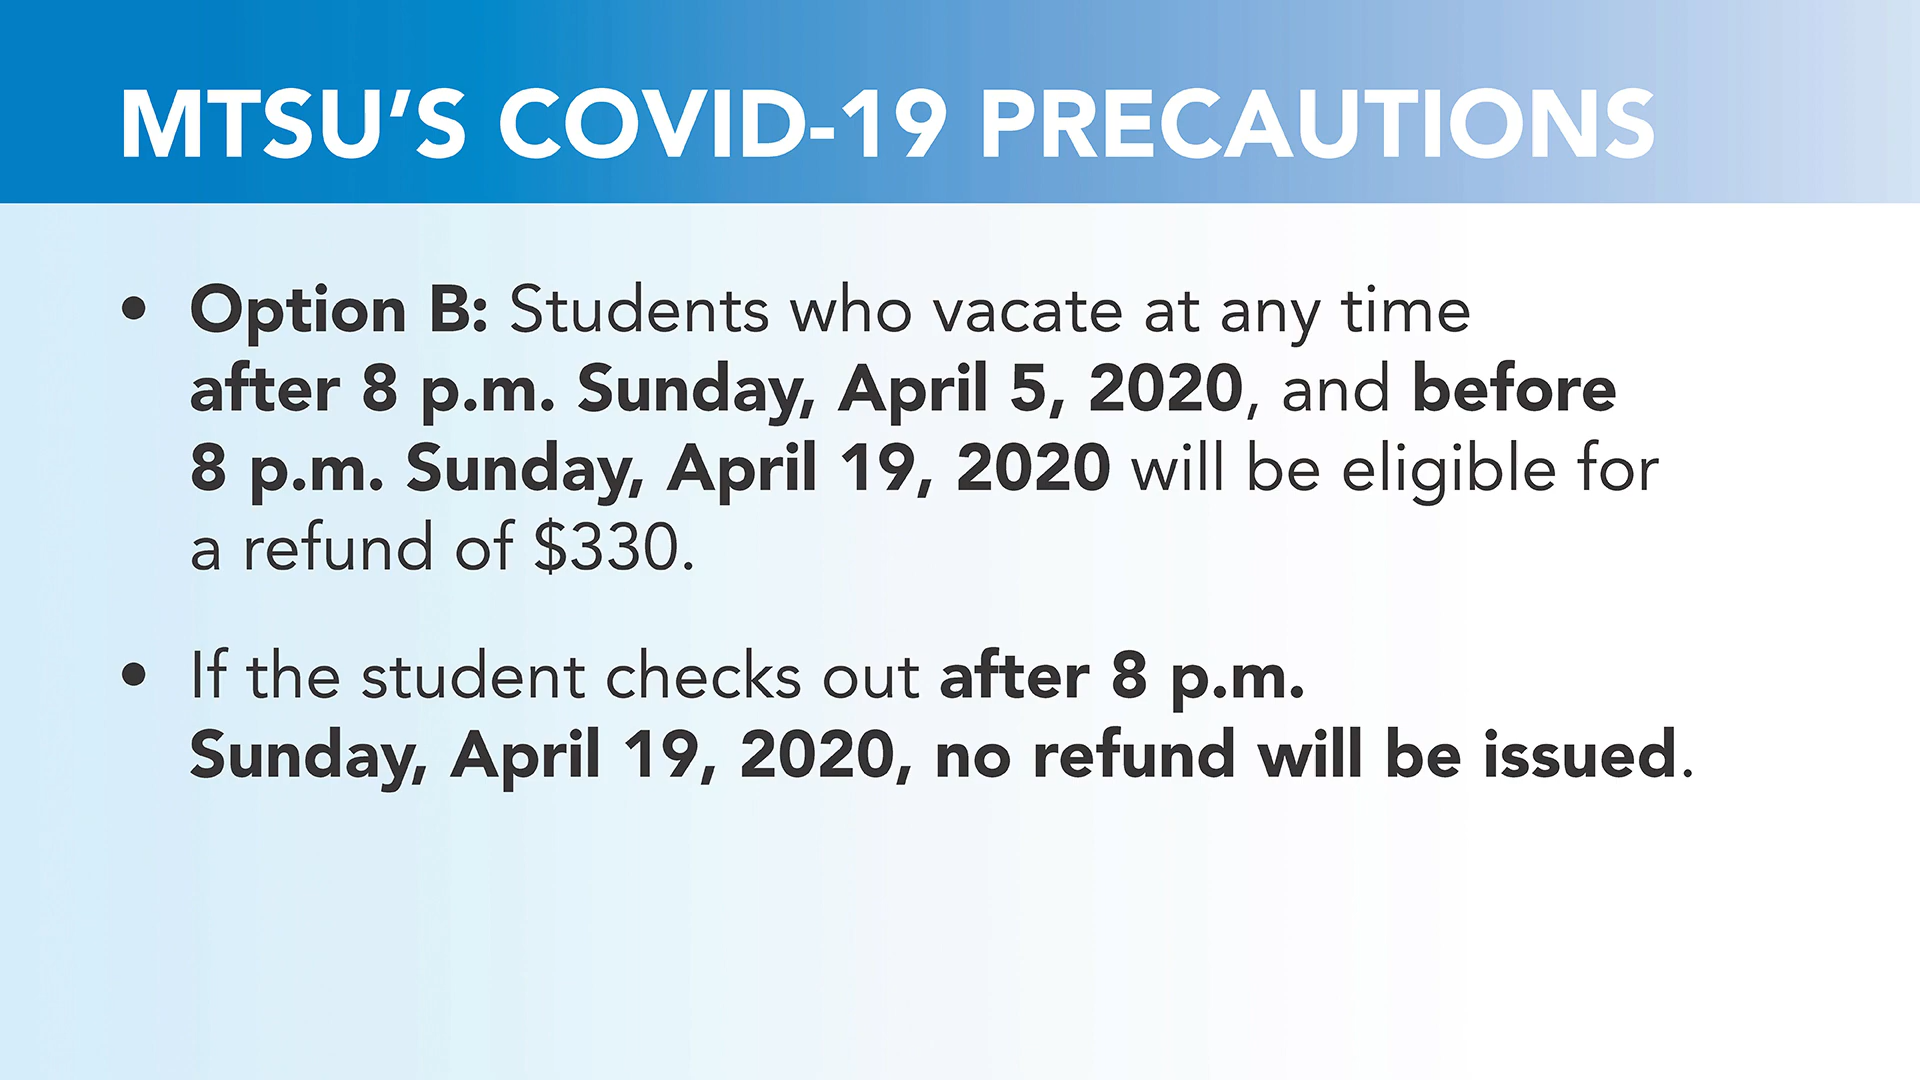 MTSU’S COVID-19 PRECAUTIONS
• Option B: Students who vacate at any time
after 8 p.m. Sunday, April 5, 2020, and before
8 p.m. Sunday, April 19, 2020 will be eligible for
a refund of $330.
• If the student checks out after 8 p.m.
Sunday, April 19, 2020, no refund will be issued.